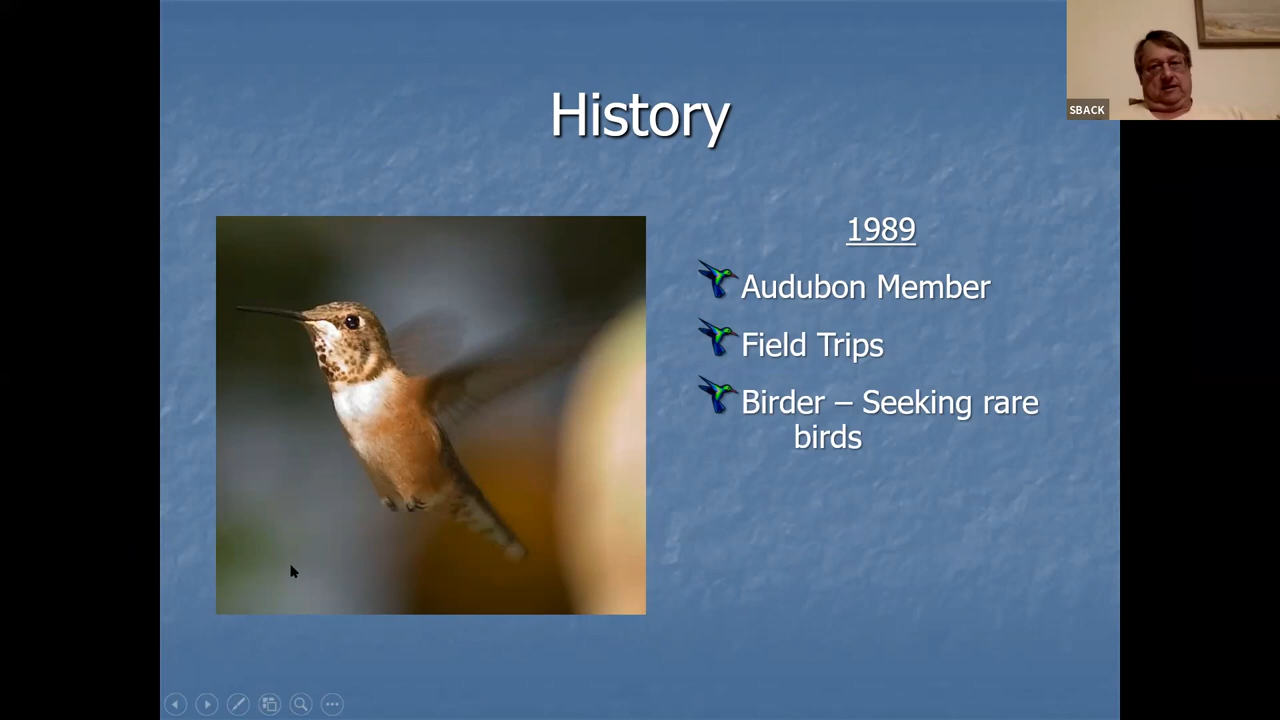 SBACK
History
1989
Audubon Member
Field Trips
Birder – Seeking rare
birds